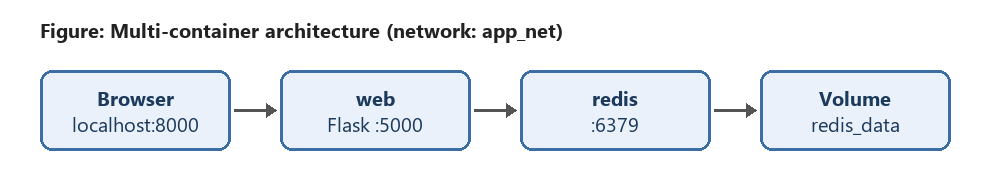 Figure: Multi-container architecture (network: app_net)
Browser
localhost:8000
web
Flask :5000
redis
:6379
Volume
redis_data